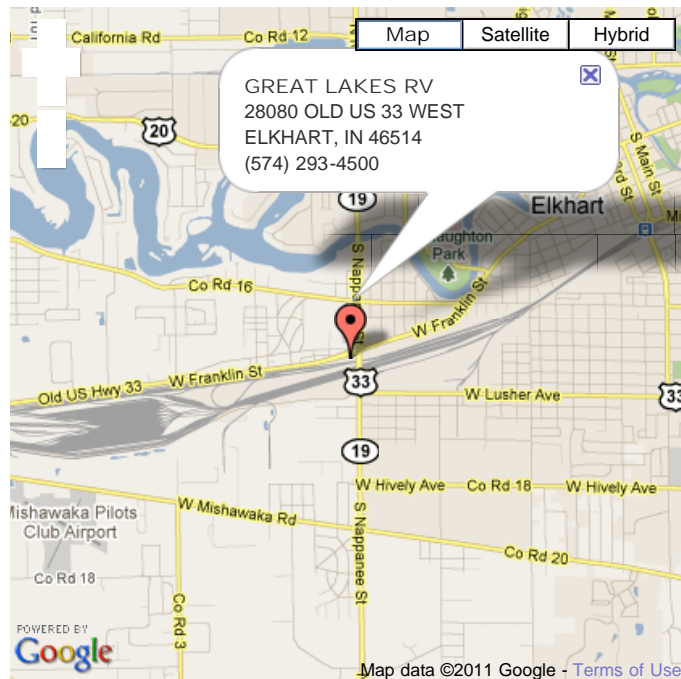 California Rd
Co Rd 12
Map
Satellite
Hybrid
20
20
GREAT LAKES RV
28080 OLD US 33 WEST
ELKHART, IN 46514
(574) 293-4500
S Main St
19
Elkhart
Park
Co Rd 16
W Franklin St
W Franklin St
Old US Hwy 33
33
W Lusher Ave
33
19
W Hively Ave
Co Rd 18
W Hively Ave
Mishawaka Pilots
Club Airport
W Mishawaka Rd
S Nappanee St
Co Rd 20
Co Rd 18
Co Rd 3
POWERED BY
Google
Map data ©2011 Google - Terms of Use